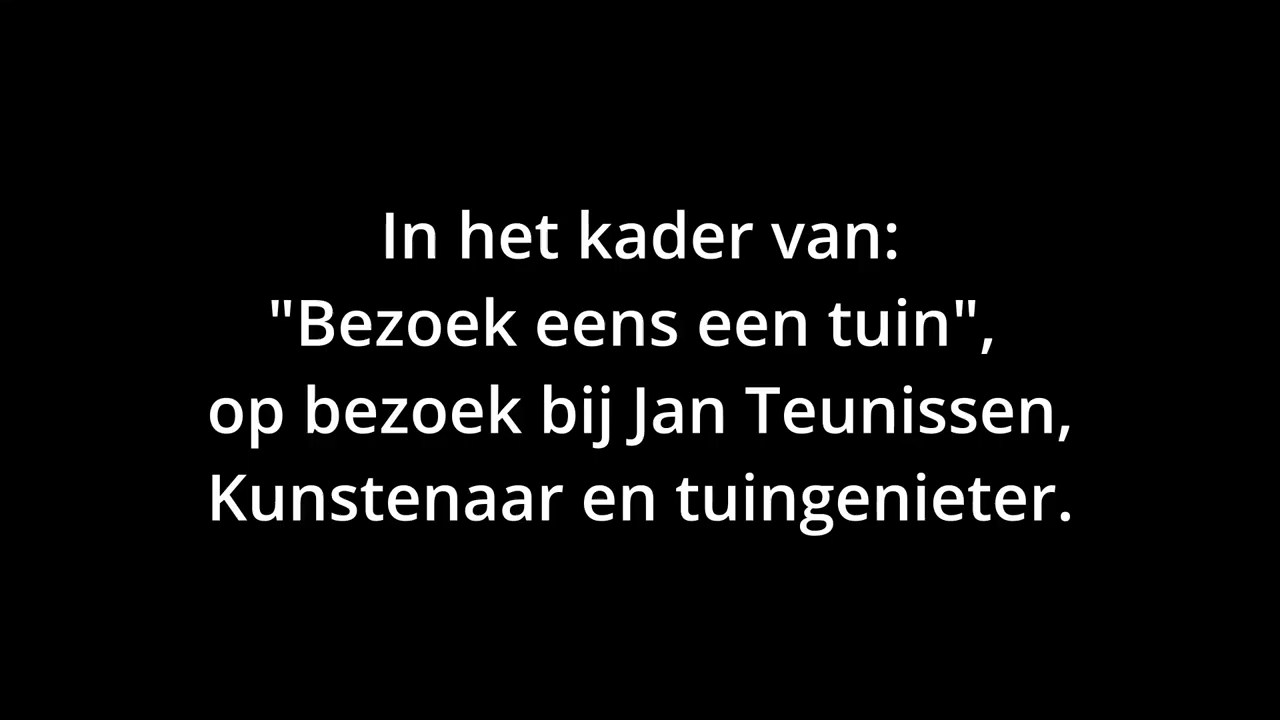 In het kader van:
"Bezoek eens een tuin",
op bezoek bij Jan Teunissen,
Kunstenaar en tuingenieter.